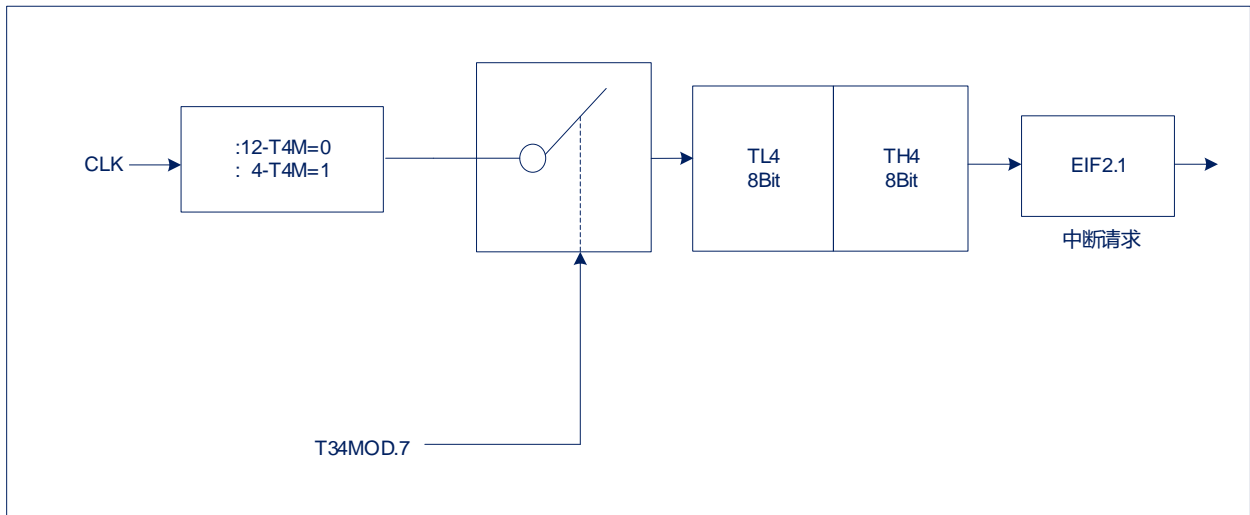 CLK
:12-T4M=0
: 4-T4M=1
TL4
8Bit
TH4
8Bit
EIF2.1
中断请求
T34MOD.7